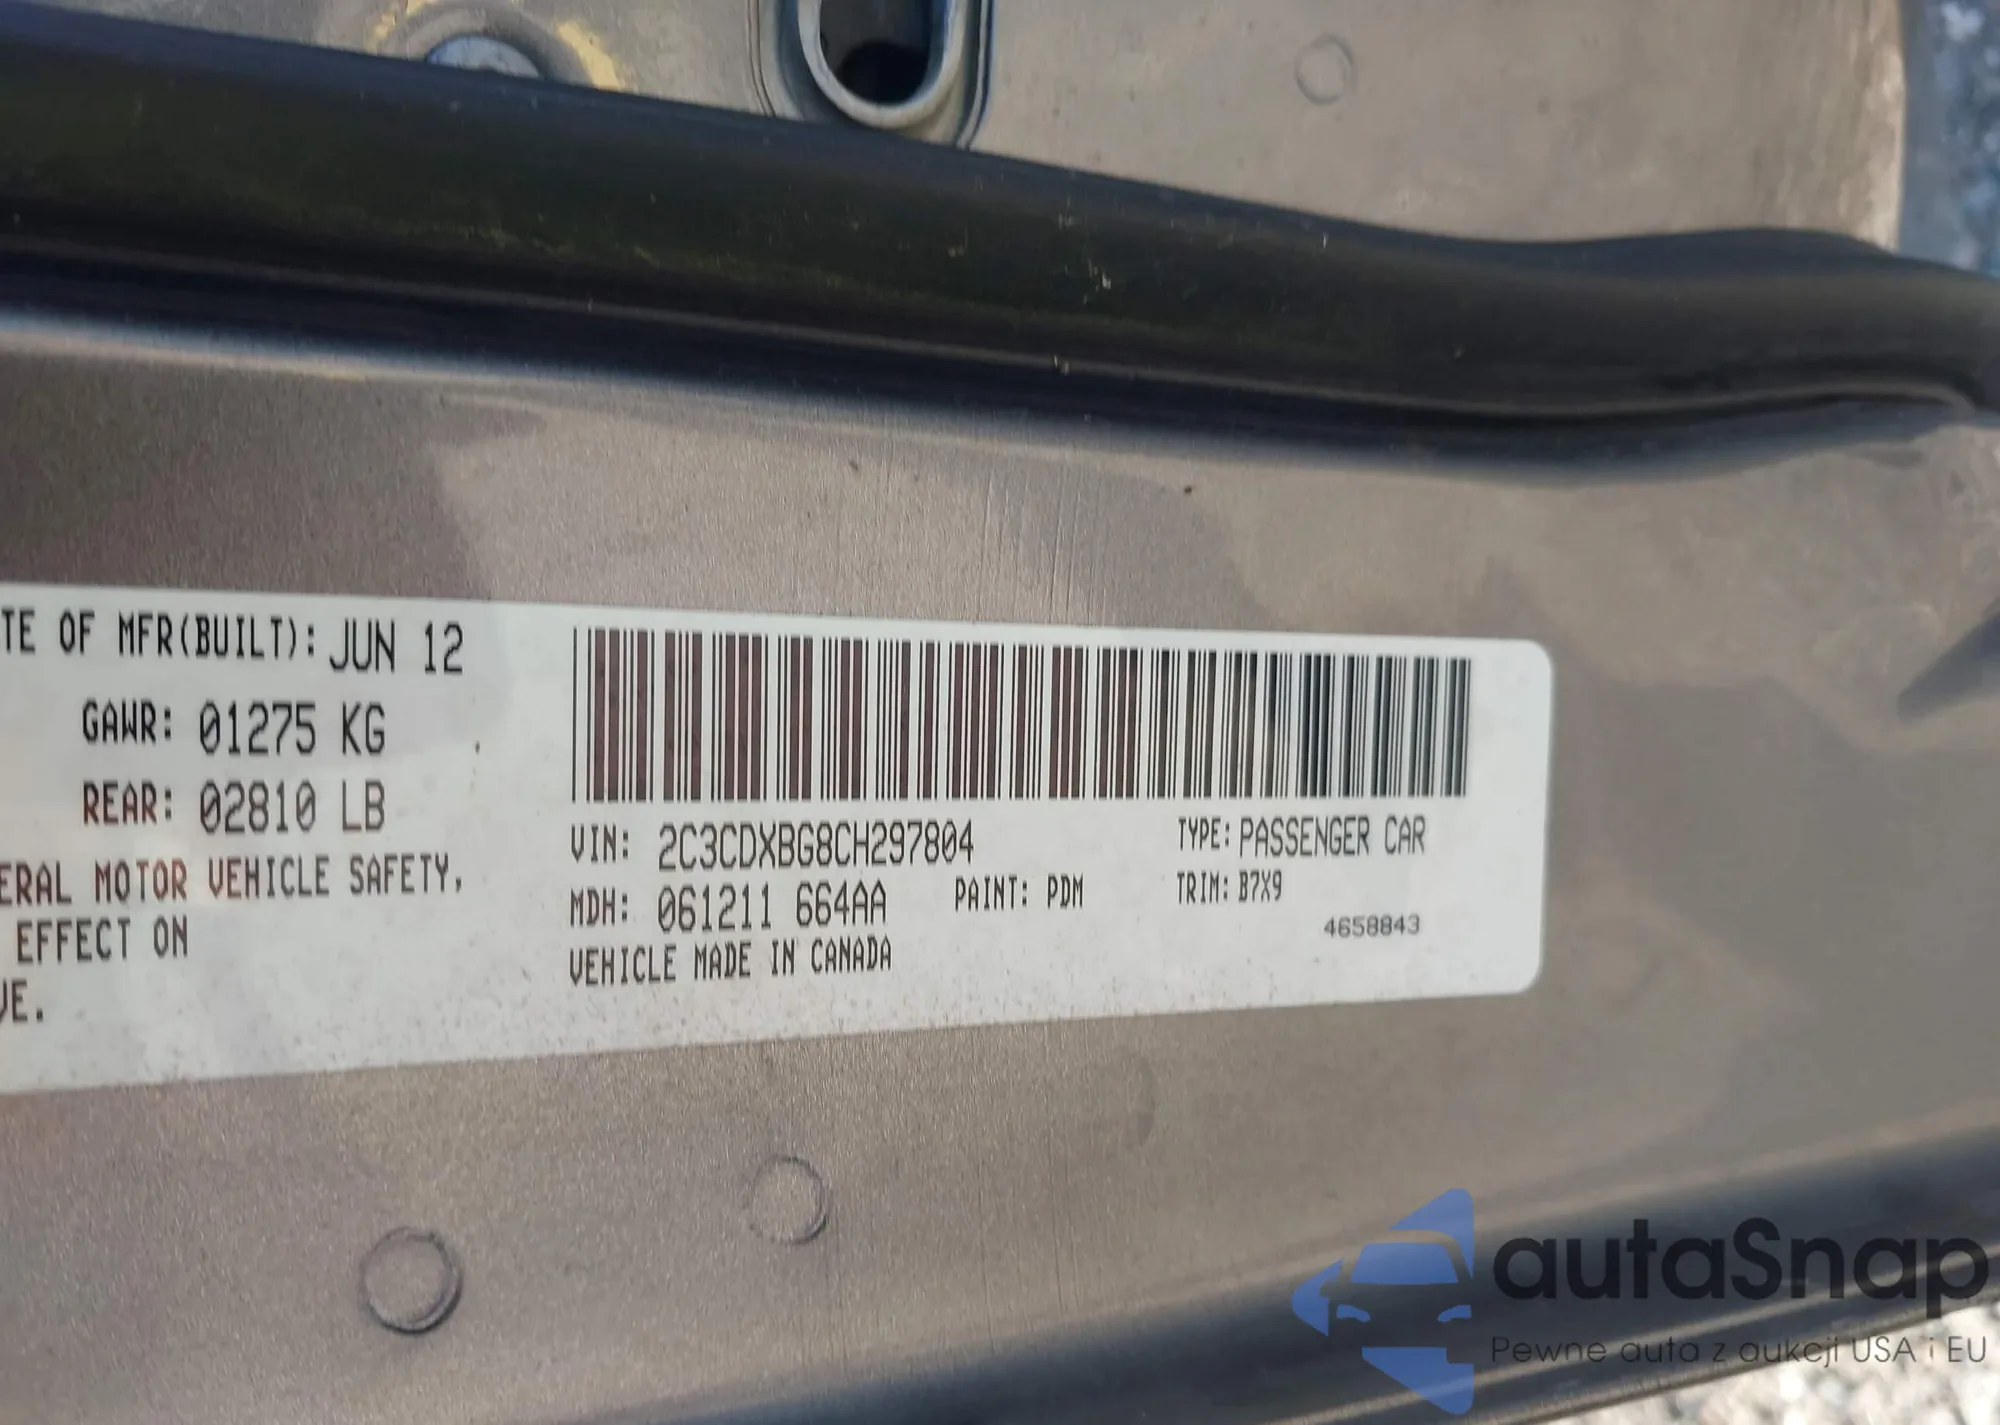 TE OF MFR(BUILT): JUN 12
GAWR: 01275 KG
REAR: 02810 LB
ERAL MOTOR VEHICLE SAFETY,
EFFECT ON
VE.
VIN: 2C3CDXBG8CH297804
TYPE: PASSENGER CAR
MDH: 061211 664AA
PAINT: PDM
TRIM: B7X9
VEHICLE MADE IN CANADA
4658843
autaSnap
Pewne auta z aukcji USA i EU